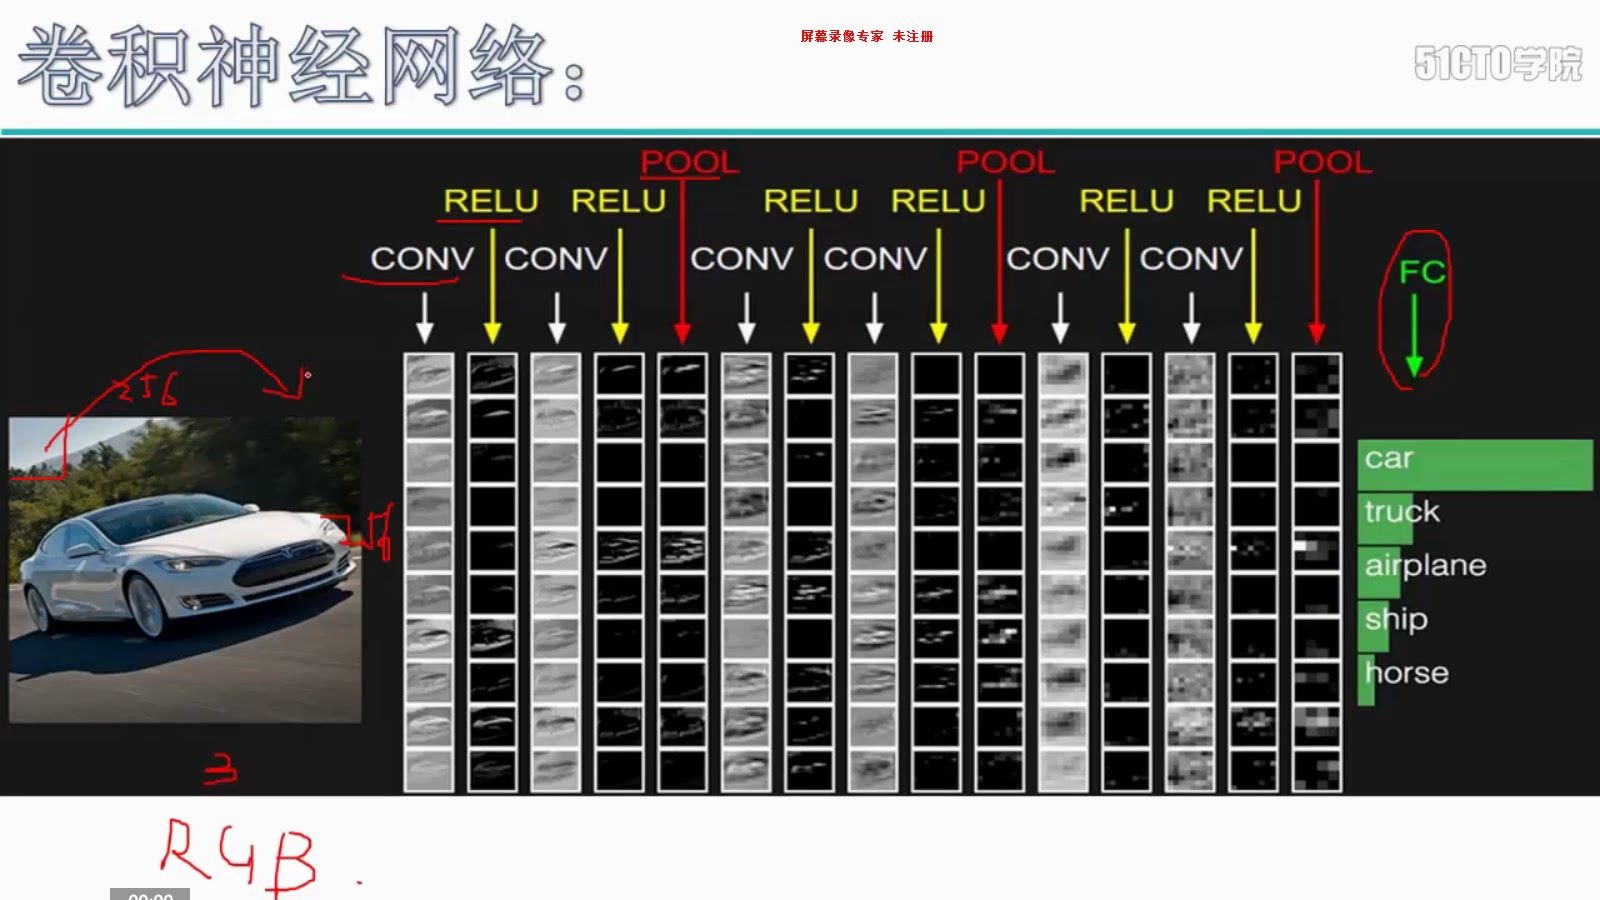 卷积神经网络:
屏幕录像专家 未注册
51CTO学院
POOL POOL POOL
RELU RELU RELU RELU RELU RELU
CONV CONV CONV CONV CONV CONV
FC
256
256
car
truck
airplane
ship
horse
3
RGB